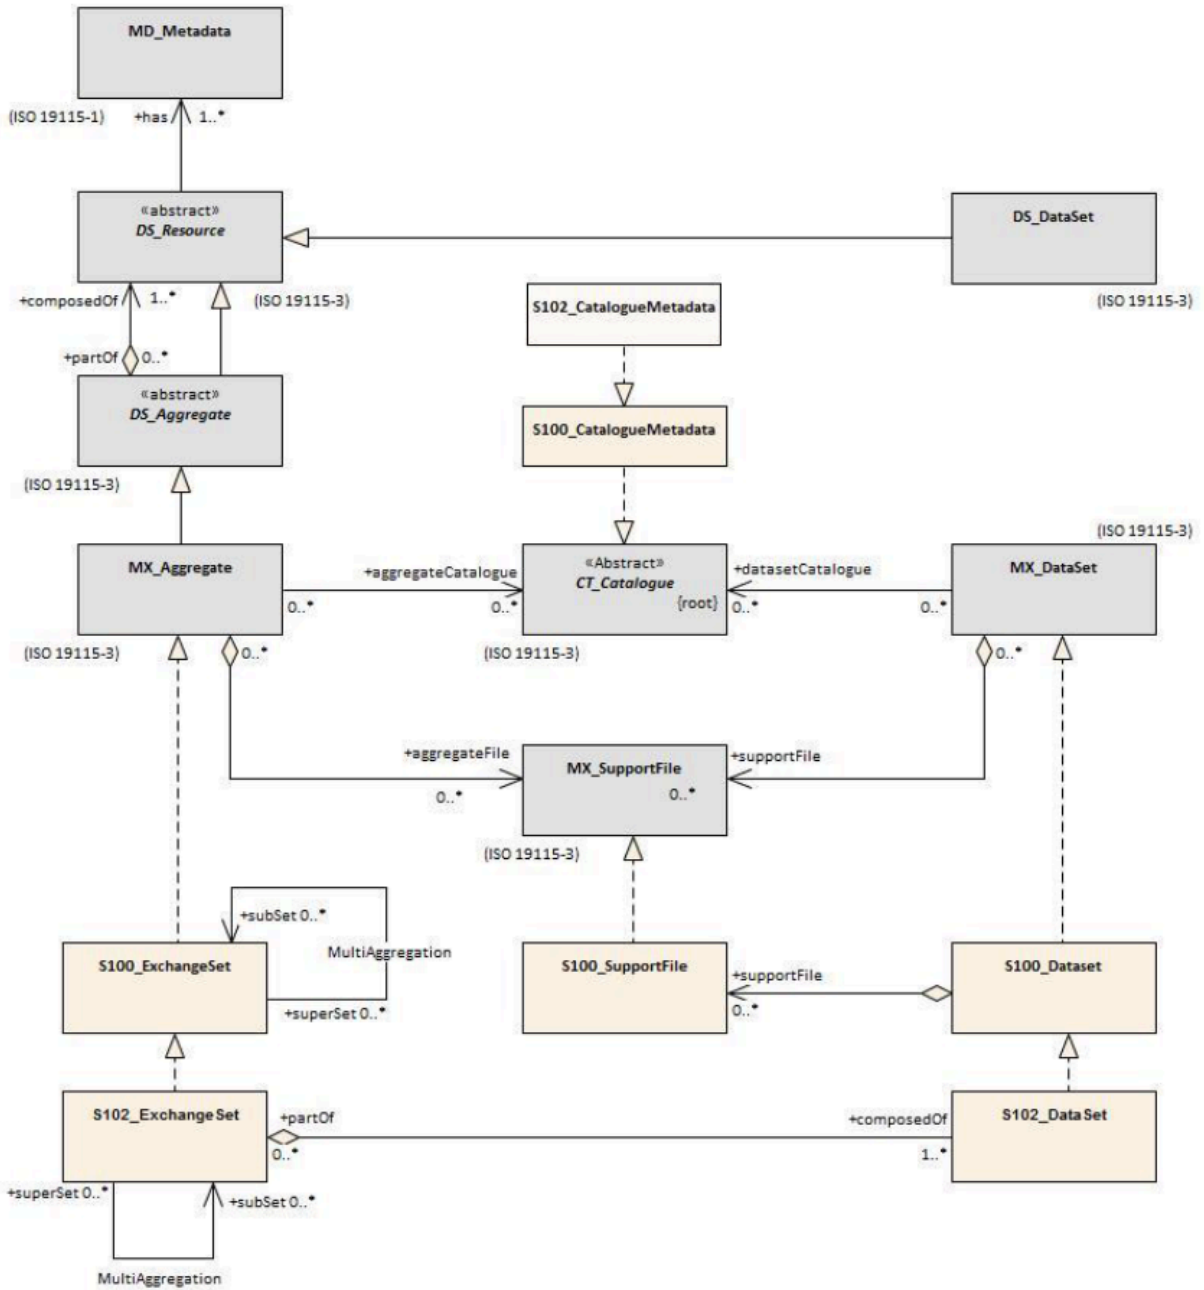 MD_Metadata
(ISO 19115-1)
+has
1..*
«abstract»
DS_Resource
DS_DataSet
+composedOf
1..*
(ISO 19115-3)
(ISO 19115-3)
S102_CatalogueMetadata
+partOf
0..*
«abstract»
DS_Aggregate
S100_CatalogueMetadata
(ISO 19115-3)
(ISO 19115-3)
MX_Aggregate
+aggregateCatalogue
0..*
0..*
«Abstract»
CT_Catalogue
{root}
+datasetCatalogue
0..*
0..*
MX_DataSet
(ISO 19115-3)
0..*
(ISO 19115-3)
0..*
+aggregateFile
0..*
MX_SupportFile
0..*
+supportFile
(ISO 19115-3)
+subSet 0..*
MultiAggregation
S100_ExchangeSet
+superSet 0..*
S100_SupportFile
+supportFile
0..*
S100_Dataset
S102_ExchangeSet
+partOf
0..*
+composedOf
1..*
S102_DataSet
+superSet 0..*
+subSet 0..*
MultiAggregation